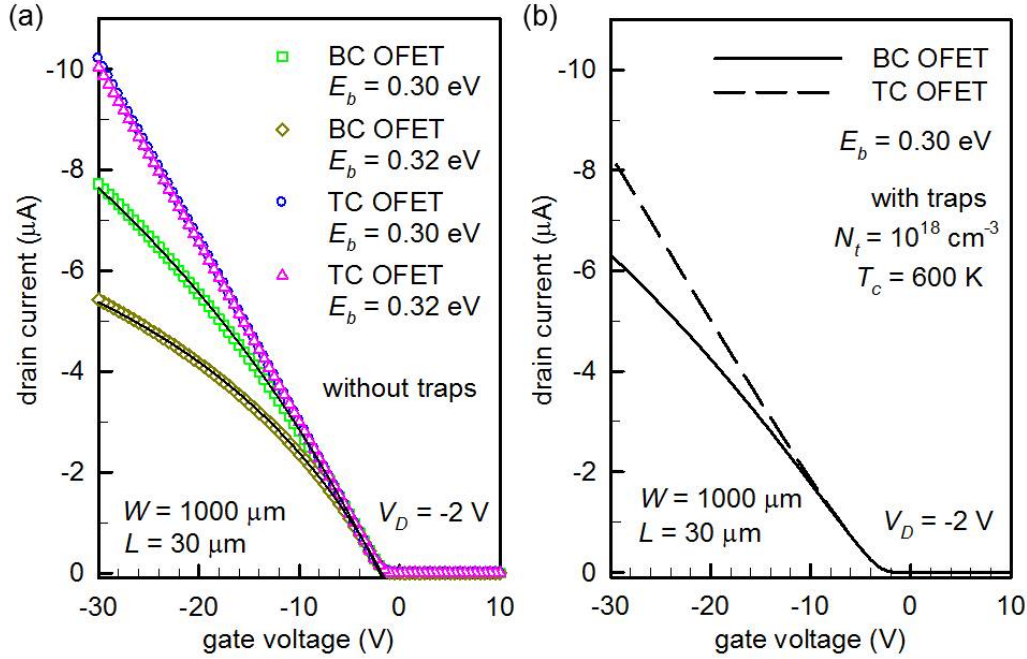 (a)
-10
-8
-6
-4
-2
0
drain current (μA)
BC OFET
E_b = 0.30 eV
BC OFET
E_b = 0.32 eV
TC OFET
E_b = 0.30 eV
TC OFET
E_b = 0.32 eV
without traps
W = 1000 μm
L = 30 μm
V_D = -2 V
-30 -20 -10 0 10
gate voltage (V)
(b)
-10
-8
-6
-4
-2
0
drain current (μA)
BC OFET
TC OFET
E_b = 0.30 eV
with traps
N_t = 10^18 cm^-3
T_c = 600 K
W = 1000 μm
L = 30 μm
V_D = -2 V
-30 -20 -10 0 10
gate voltage (V)